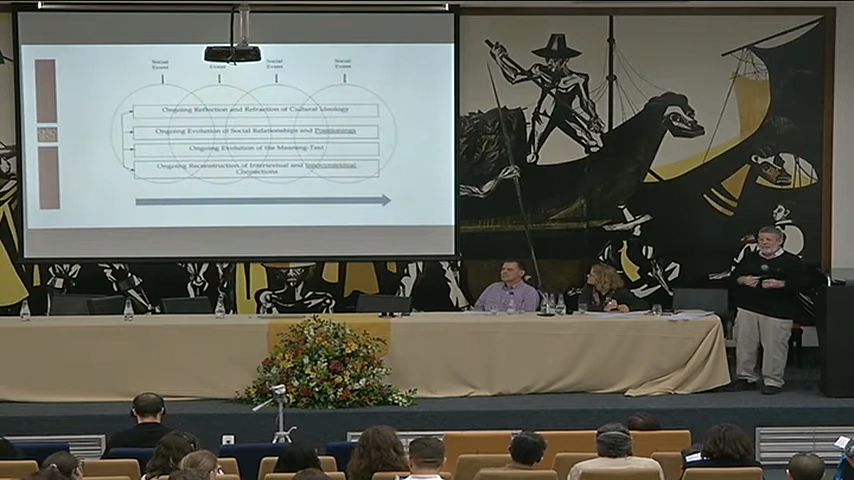 Social Social Social Social
Event Event Event Event
Ongoing Reflection and Refraction of Cultural Ideology
Ongoing Evolution of Social Relationships and Positionings
Ongoing Evolution of the Meaning-Text
Ongoing Reconstruction of Intertextual and Intercontextual
Connections